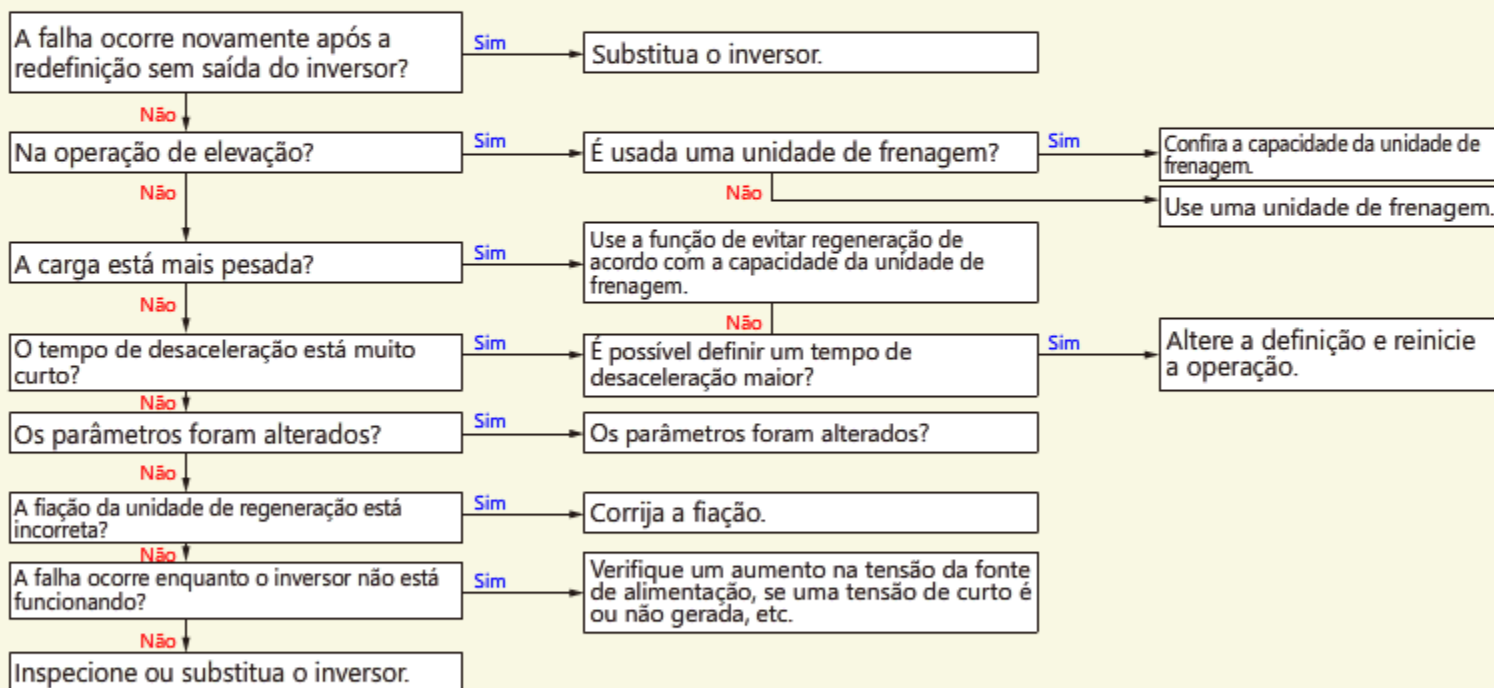 A falha ocorre novamente após a
redefinição sem saída do inversor?
Sim
Substitua o inversor.
Não
Na operação de elevação?
Sim
É usada uma unidade de frenagem?
Sim
Confira a capacidade da unidade de
frenagem.
Não
Não
Use uma unidade de frenagem.
A carga está mais pesada?
Sim
Use a função de evitar regeneração de
acordo com a capacidade da unidade de
frenagem.
Não
Não
O tempo de desaceleração está muito
curto?
Sim
É possível definir um tempo de
desaceleração maior?
Sim
Altere a definição e reinicie
a operação.
Não
Os parâmetros foram alterados?
Sim
Os parâmetros foram alterados?
Não
A fiação da unidade de regeneração está
incorreta?
Sim
Corrija a fiação.
Não
A falha ocorre enquanto o inversor não está
funcionando?
Sim
Verifique um aumento na tensão da fonte
de alimentação, se uma tensão de curto é
ou não gerada, etc.
Não
Inspecione ou substitua o inversor.